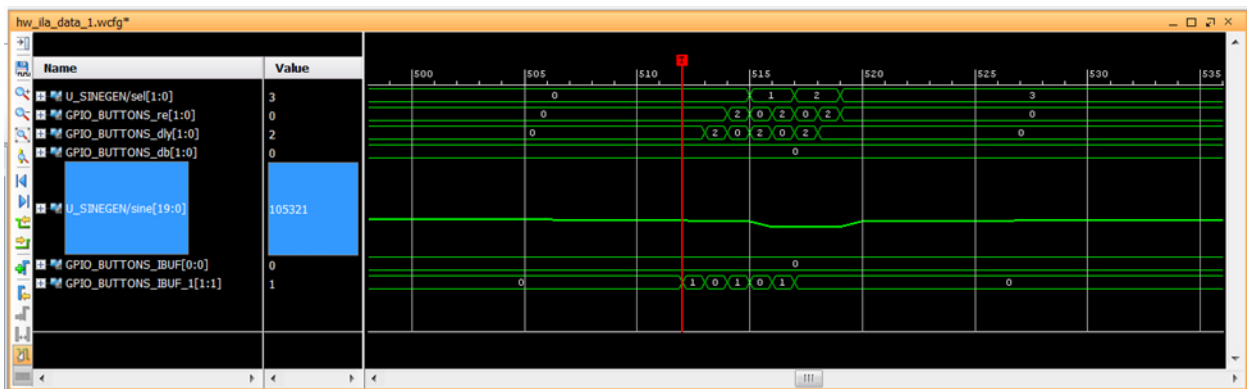 hw_ila_data_1.wcfg*
Name Value
500 505 510 T 515 520 525 530 535
U_SINEGEN/sel[1:0] 3 0 1 2 3
GPIO_BUTTONS_re[1:0] 0 0 2 0 2 0 2 0
GPIO_BUTTONS_dly[1:0] 2 0 2 0 2 0 2 0
GPIO_BUTTONS_db[1:0] 0 0
U_SINEGEN/sine[19:0] 105321
GPIO_BUTTONS_IBUF[0:0] 0 0
GPIO_BUTTONS_IBUF_1[1:1] 1 0 1 0 1 0 1 0